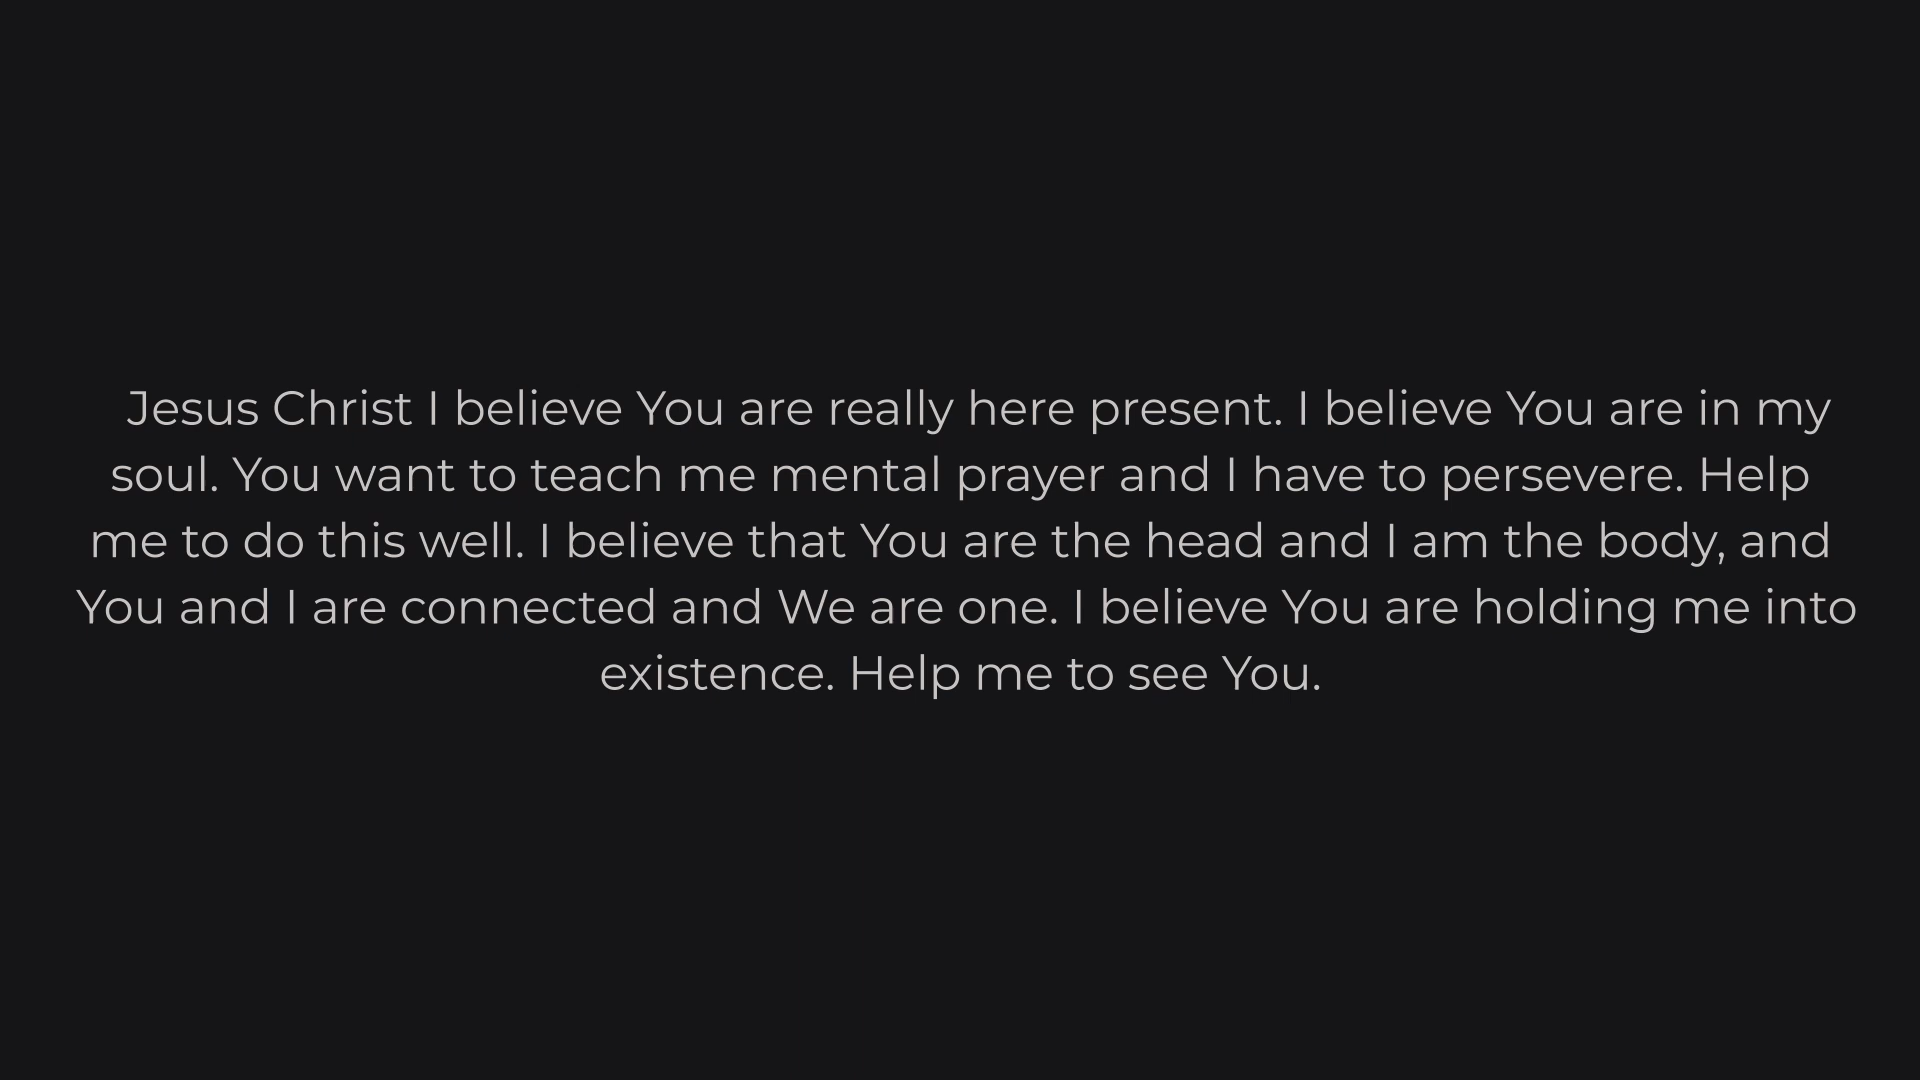 Jesus Christ I believe You are really here present. I believe You are in my
soul. You want to teach me mental prayer and I have to persevere. Help
me to do this well. I believe that You are the head and I am the body, and
You and I are connected and We are one. I believe You are holding me into
existence. Help me to see You.